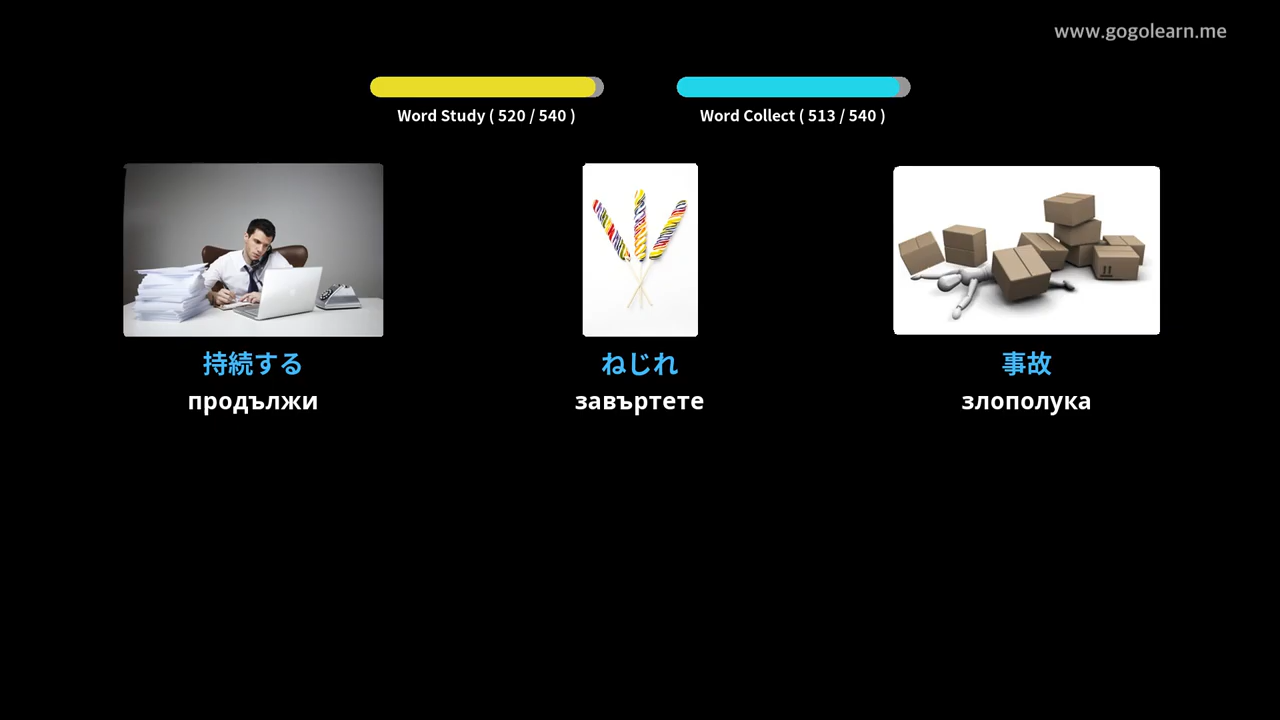 www.gogolearn.me
Word Study ( 520 / 540 )
Word Collect ( 513 / 540 )
持続する
продължи
ねじれ
завъртете
事故
злополука